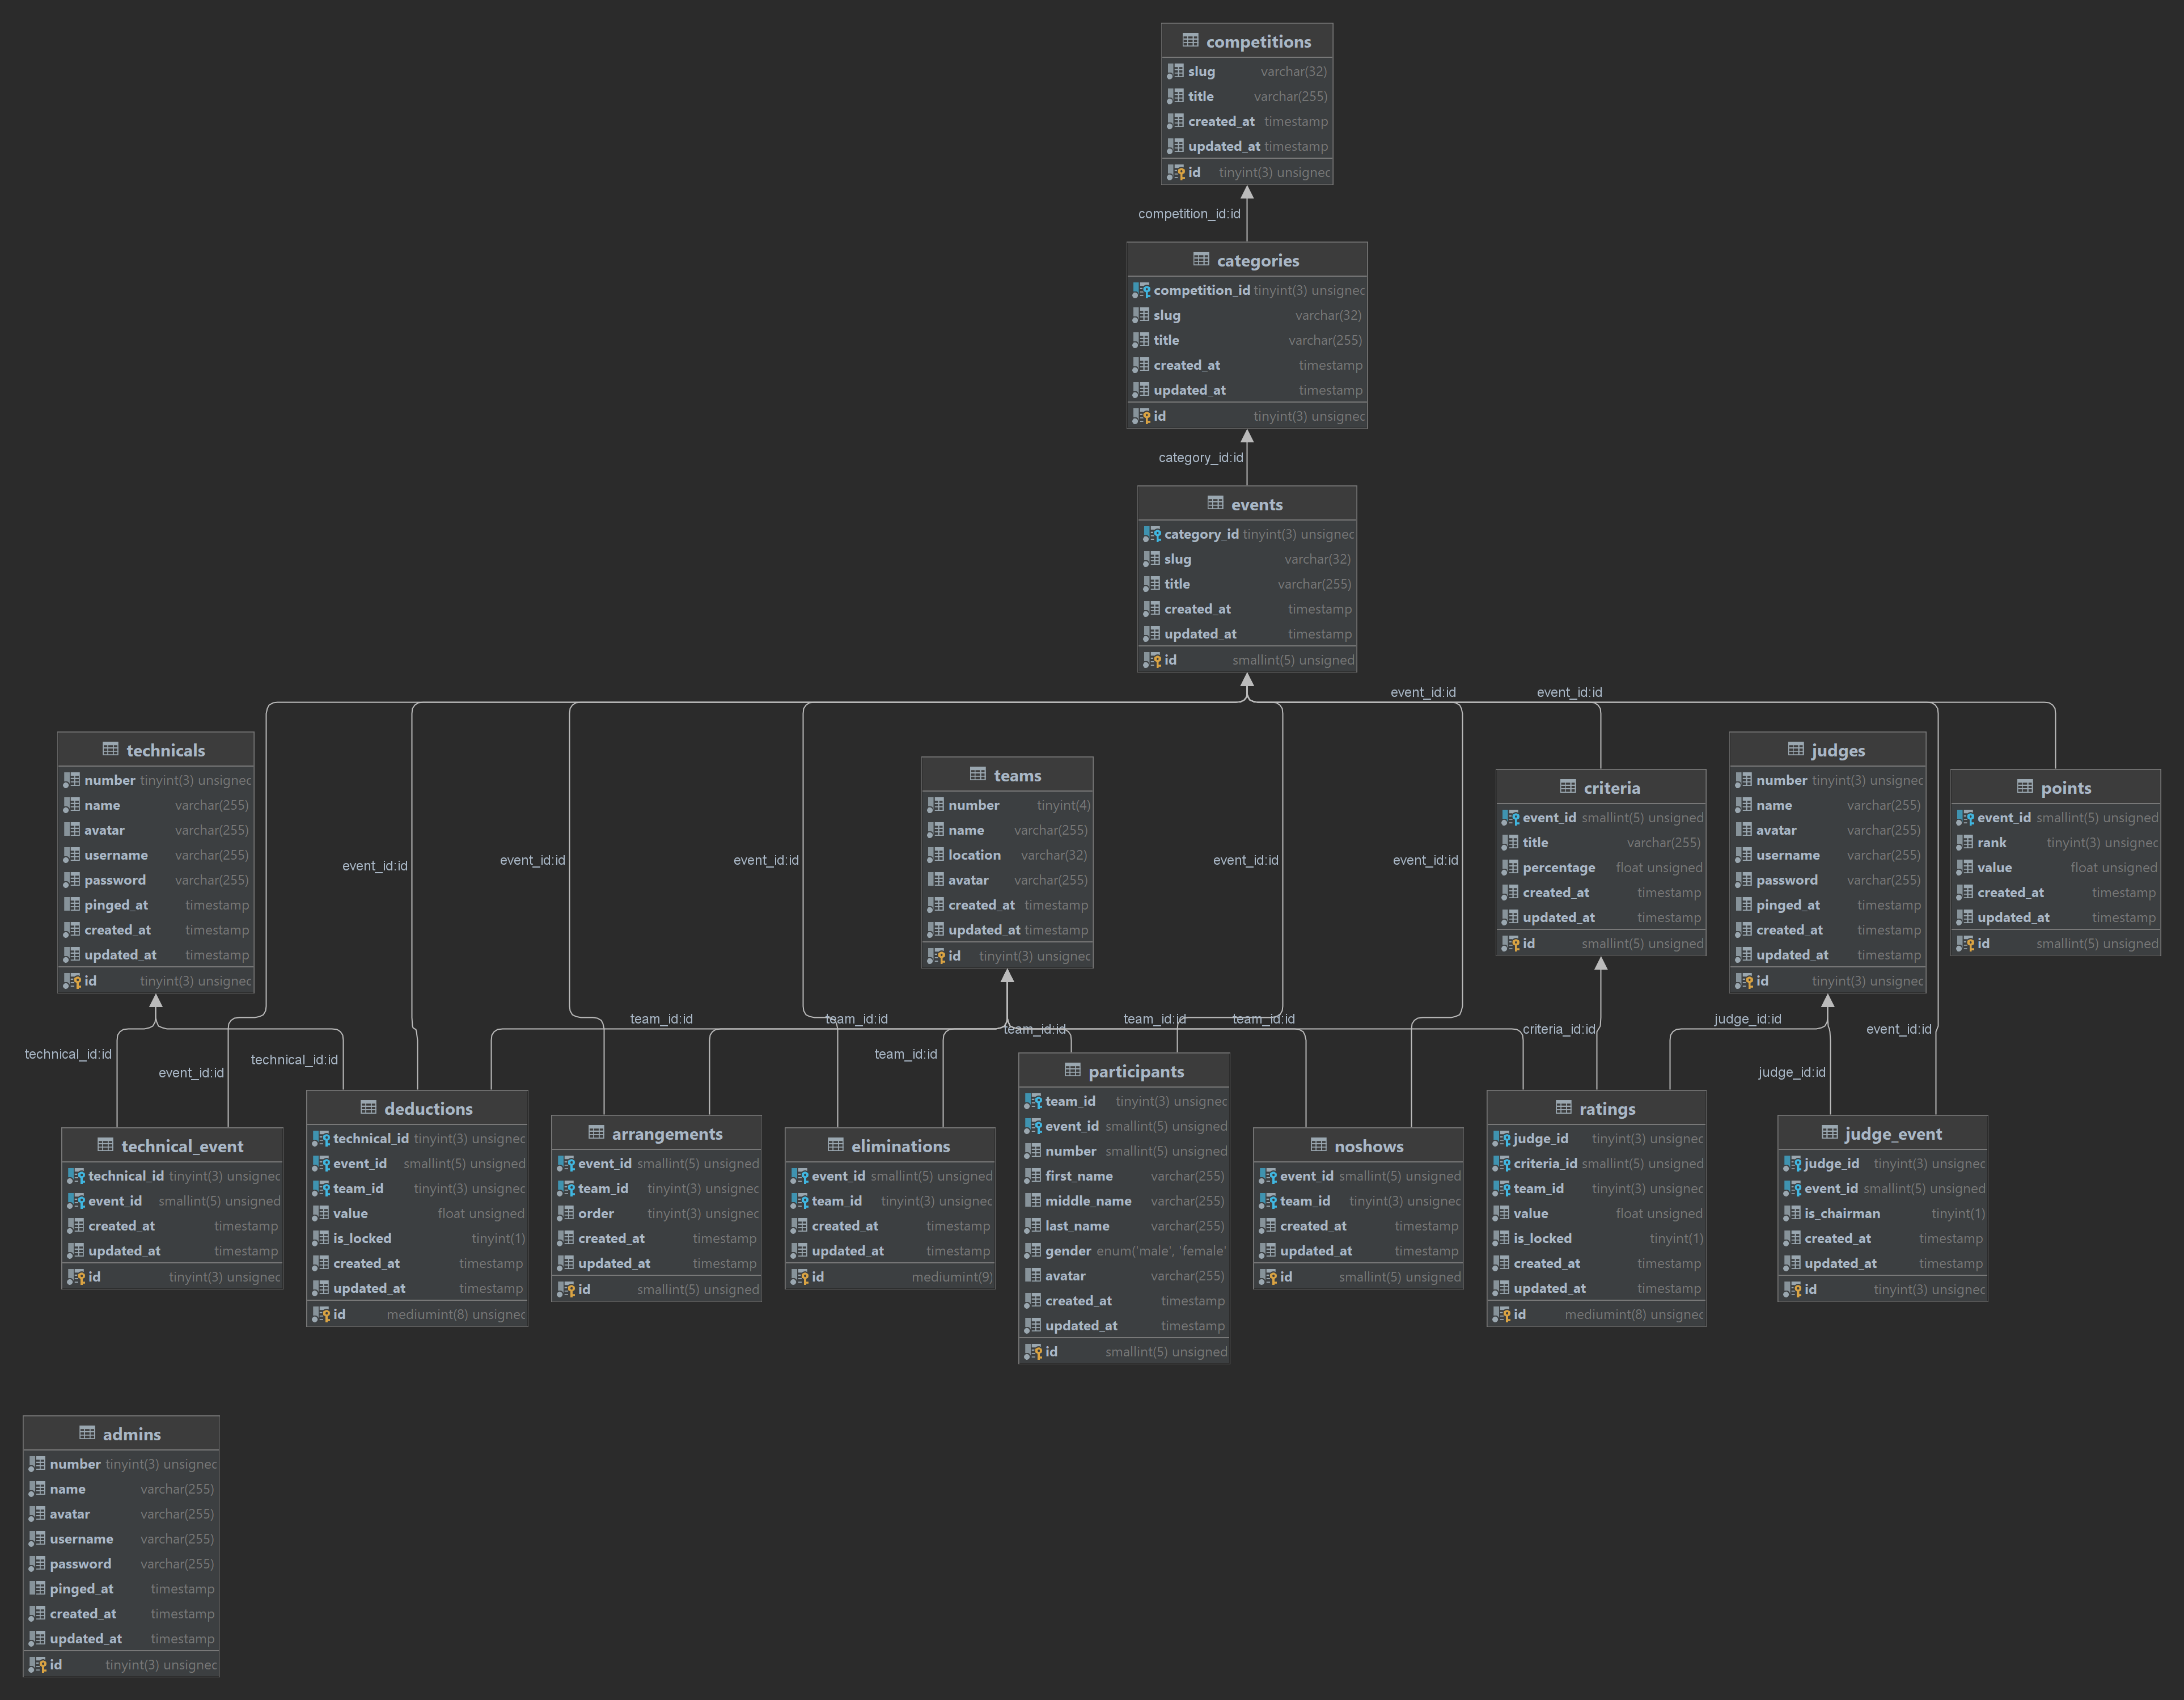 competitions
slug varchar(32)
title varchar(255)
created_at timestamp
updated_at timestamp
id tinyint(3) unsignec
competition_id:id
categories
competition_id tinyint(3) unsignec
slug varchar(32)
title varchar(255)
created_at timestamp
updated_at timestamp
id tinyint(3) unsignec
category_id:id
events
category_id tinyint(3) unsignec
slug varchar(32)
title varchar(255)
created_at timestamp
updated_at timestamp
id smallint(5) unsigned
event_id:id
event_id:id
technicals
number tinyint(3) unsignec
name varchar(255)
avatar varchar(255)
username varchar(255)
password varchar(255)
pinged_at timestamp
created_at timestamp
updated_at timestamp
id tinyint(3) unsignec
event_id:id
event_id:id
event_id:id
teams
number tinyint(4)
name varchar(255)
location varchar(32)
avatar varchar(255)
created_at timestamp
updated_at timestamp
id tinyint(3) unsignec
event_id:id
event_id:id
criteria
event_id smallint(5) unsigned
title varchar(255)
percentage float unsigned
created_at timestamp
updated_at timestamp
id smallint(5) unsigned
judges
number tinyint(3) unsignec
name varchar(255)
avatar varchar(255)
username varchar(255)
password varchar(255)
pinged_at timestamp
created_at timestamp
updated_at timestamp
id tinyint(3) unsignec
points
event_id smallint(5) unsigned
rank tinyint(3) unsignec
value float unsigned
created_at timestamp
updated_at timestamp
id smallint(5) unsigned
technical_id:id
event_id:id
technical_id:id
team_id:id
team_id:id
team_id:id
team_id:id
team_id:id
team_id:id
criteria_id:id
judge_id:id
judge_id:id
event_id:id
technical_event
technical_id tinyint(3) unsignec
event_id smallint(5) unsigned
created_at timestamp
updated_at timestamp
id tinyint(3) unsignec
deductions
technical_id tinyint(3) unsignec
event_id smallint(5) unsigned
team_id tinyint(3) unsignec
value float unsigned
is_locked tinyint(1)
created_at timestamp
updated_at timestamp
id mediumint(8) unsignec
arrangements
event_id smallint(5) unsigned
team_id tinyint(3) unsignec
order tinyint(3) unsignec
created_at timestamp
updated_at timestamp
id smallint(5) unsigned
eliminations
event_id smallint(5) unsigned
team_id tinyint(3) unsignec
created_at timestamp
updated_at timestamp
id mediumint(9)
participants
team_id tinyint(3) unsignec
event_id smallint(5) unsigned
number smallint(5) unsigned
first_name varchar(255)
middle_name varchar(255)
last_name varchar(255)
gender enum('male', 'female'
avatar varchar(255)
created_at timestamp
updated_at timestamp
id smallint(5) unsigned
noshows
event_id smallint(5) unsigned
team_id tinyint(3) unsignec
created_at timestamp
updated_at timestamp
id smallint(5) unsigned
ratings
judge_id tinyint(3) unsignec
criteria_id smallint(5) unsigned
team_id tinyint(3) unsignec
value float unsigned
is_locked tinyint(1)
created_at timestamp
updated_at timestamp
id mediumint(8) unsignec
judge_event
judge_id tinyint(3) unsignec
event_id smallint(5) unsigned
is_chairman tinyint(1)
created_at timestamp
updated_at timestamp
id tinyint(3) unsignec
admins
number tinyint(3) unsignec
name varchar(255)
avatar varchar(255)
username varchar(255)
password varchar(255)
pinged_at timestamp
created_at timestamp
updated_at timestamp
id tinyint(3) unsignec